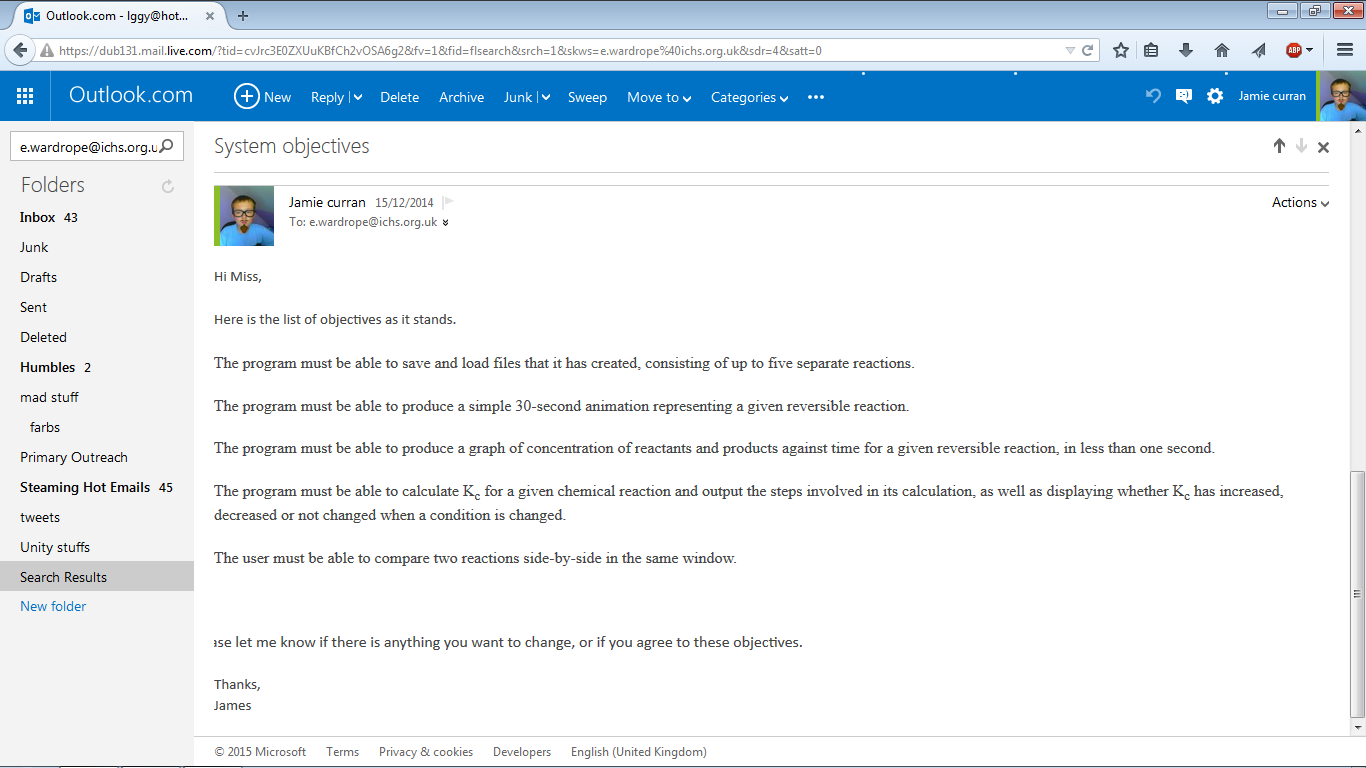 Outlook.com - Iggy@hot...
https://dub131.mail.live.com/?tid=cvJrc3E0ZXUuKBfCh2vOSA6g2&fv=1&fid=flsearch&srch=1&skws=e.wardrope%40ichs.org.uk&sdr=4&satt=0
ABP
Outlook.com
New Reply Delete Archive Junk Sweep Move to Categories ...
Jamie curran
e.wardrope@ichs.org.u
Folders
Inbox 43
Junk
Drafts
Sent
Deleted
Humbles 2
mad stuff
farbs
Primary Outreach
Steaming Hot Emails 45
tweets
Unity stuffs
Search Results
New folder
System objectives
Jamie curran 15/12/2014
Actions
To: e.wardrope@ichs.org.uk
Hi Miss,
Here is the list of objectives as it stands.
The program must be able to save and load files that it has created, consisting of up to five separate reactions.
The program must be able to produce a simple 30-second animation representing a given reversible reaction.
The program must be able to produce a graph of concentration of reactants and products against time for a given reversible reaction, in less than one second.
The program must be able to calculate Kc for a given chemical reaction and output the steps involved in its calculation, as well as displaying whether Kc has increased,
decreased or not changed when a condition is changed.
The user must be able to compare two reactions side-by-side in the same window.
ase let me know if there is anything you want to change, or if you agree to these objectives.
Thanks,
James
© 2015 Microsoft Terms Privacy & cookies Developers English (United Kingdom)